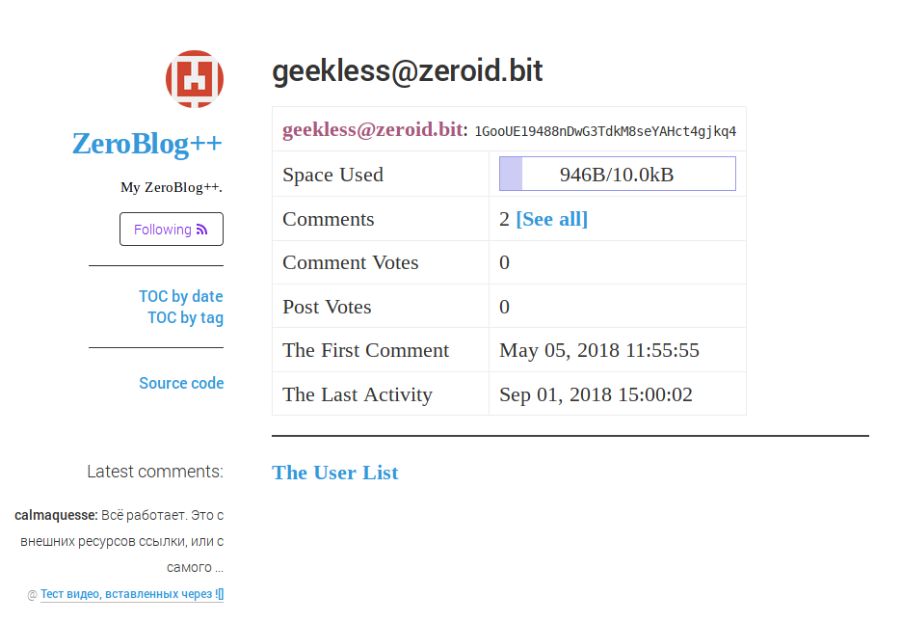 geekless@zeroid.bit
geekless@zeroid.bit: 1GooUE19488nDwG3TdkM8seYAHct4gjkq4
Space Used 946B/10.0kB
Comments 2 [See all]
Comment Votes 0
Post Votes 0
The First Comment May 05, 2018 11:55:55
The Last Activity Sep 01, 2018 15:00:02
The User List
ZeroBlog++
My ZeroBlog++.
Following
TOC by date
TOC by tag
Source code
Latest comments:
calmaquesse: Всё работает. Это с
внешних ресурсов ссылки, или с
самого ...
@ Тест видео, вставленных через ![]